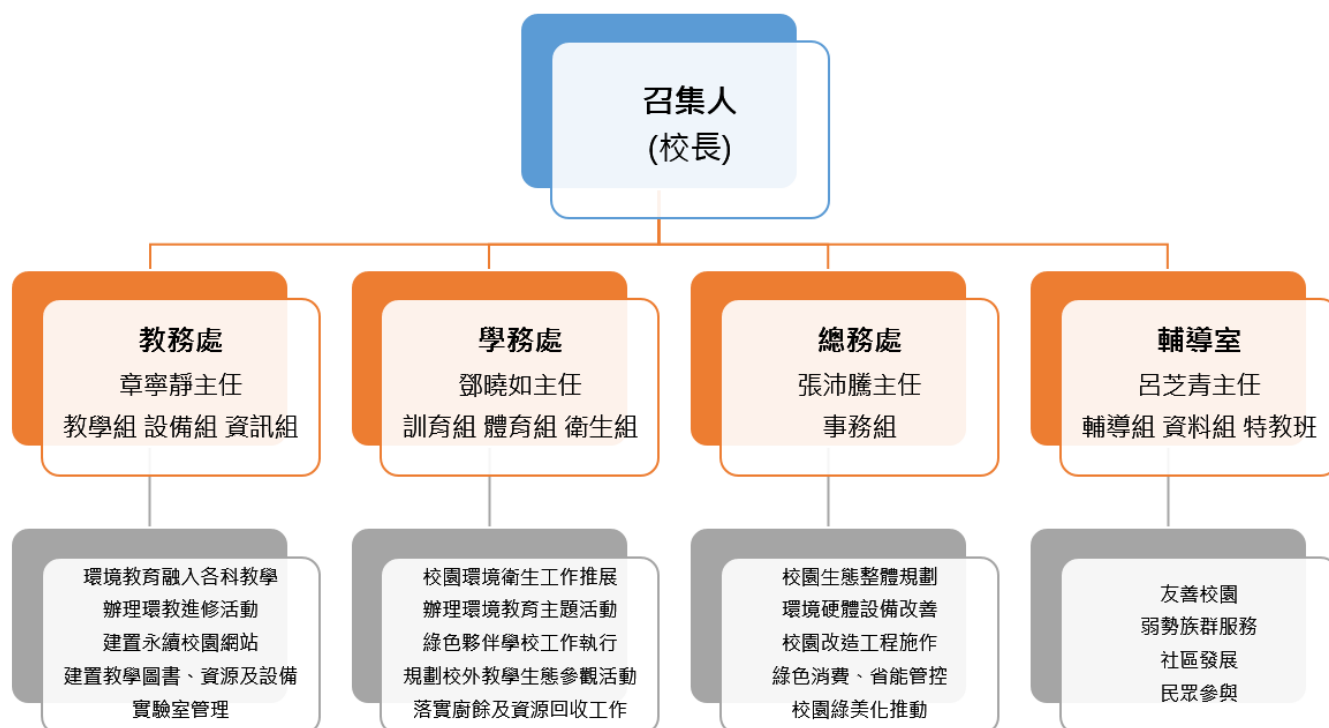 召集人
(校長)
教務處
章寧靜主任
教學組 設備組 資訊組
學務處
鄧曉如主任
訓育組 體育組 衛生組
總務處
張沛騰主任
事務組
輔導室
呂芝青主任
輔導組 資料組 特教班
環境教育融入各科教學
辦理環教進修活動
建置永續校園網站
建置教學圖書、資源及設備
實驗室管理
校園環境衛生工作推展
辦理環境教育主題活動
綠色夥伴學校工作執行
規劃校外教學生態參觀活動
落實廚餘及資源回收工作
校園生態整體規劃
環境硬體設備改善
校園改造工程施作
綠色消費、省能管控
校園綠美化推動
友善校園
弱勢族群服務
社區發展
民眾參與